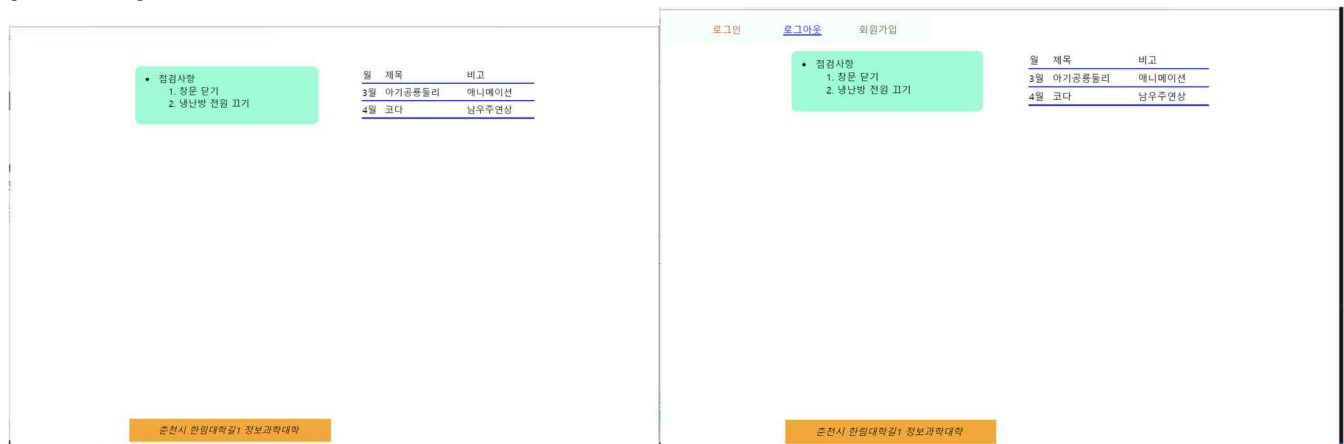 • 점검사항
1. 창문 닫기
2. 냉난방 전원 끄기
월 제목 비고
3월 아기공룡둘리 애니메이션
4월 코다 남우주연상
춘천시 한림대학길1 정보과학대학
로그인 로그아웃 회원가입
• 점검사항
1. 창문 닫기
2. 냉난방 전원 끄기
월 제목 비고
3월 아기공룡둘리 애니메이션
4월 코다 남우주연상
춘천시 한림대학길1 정보과학대학